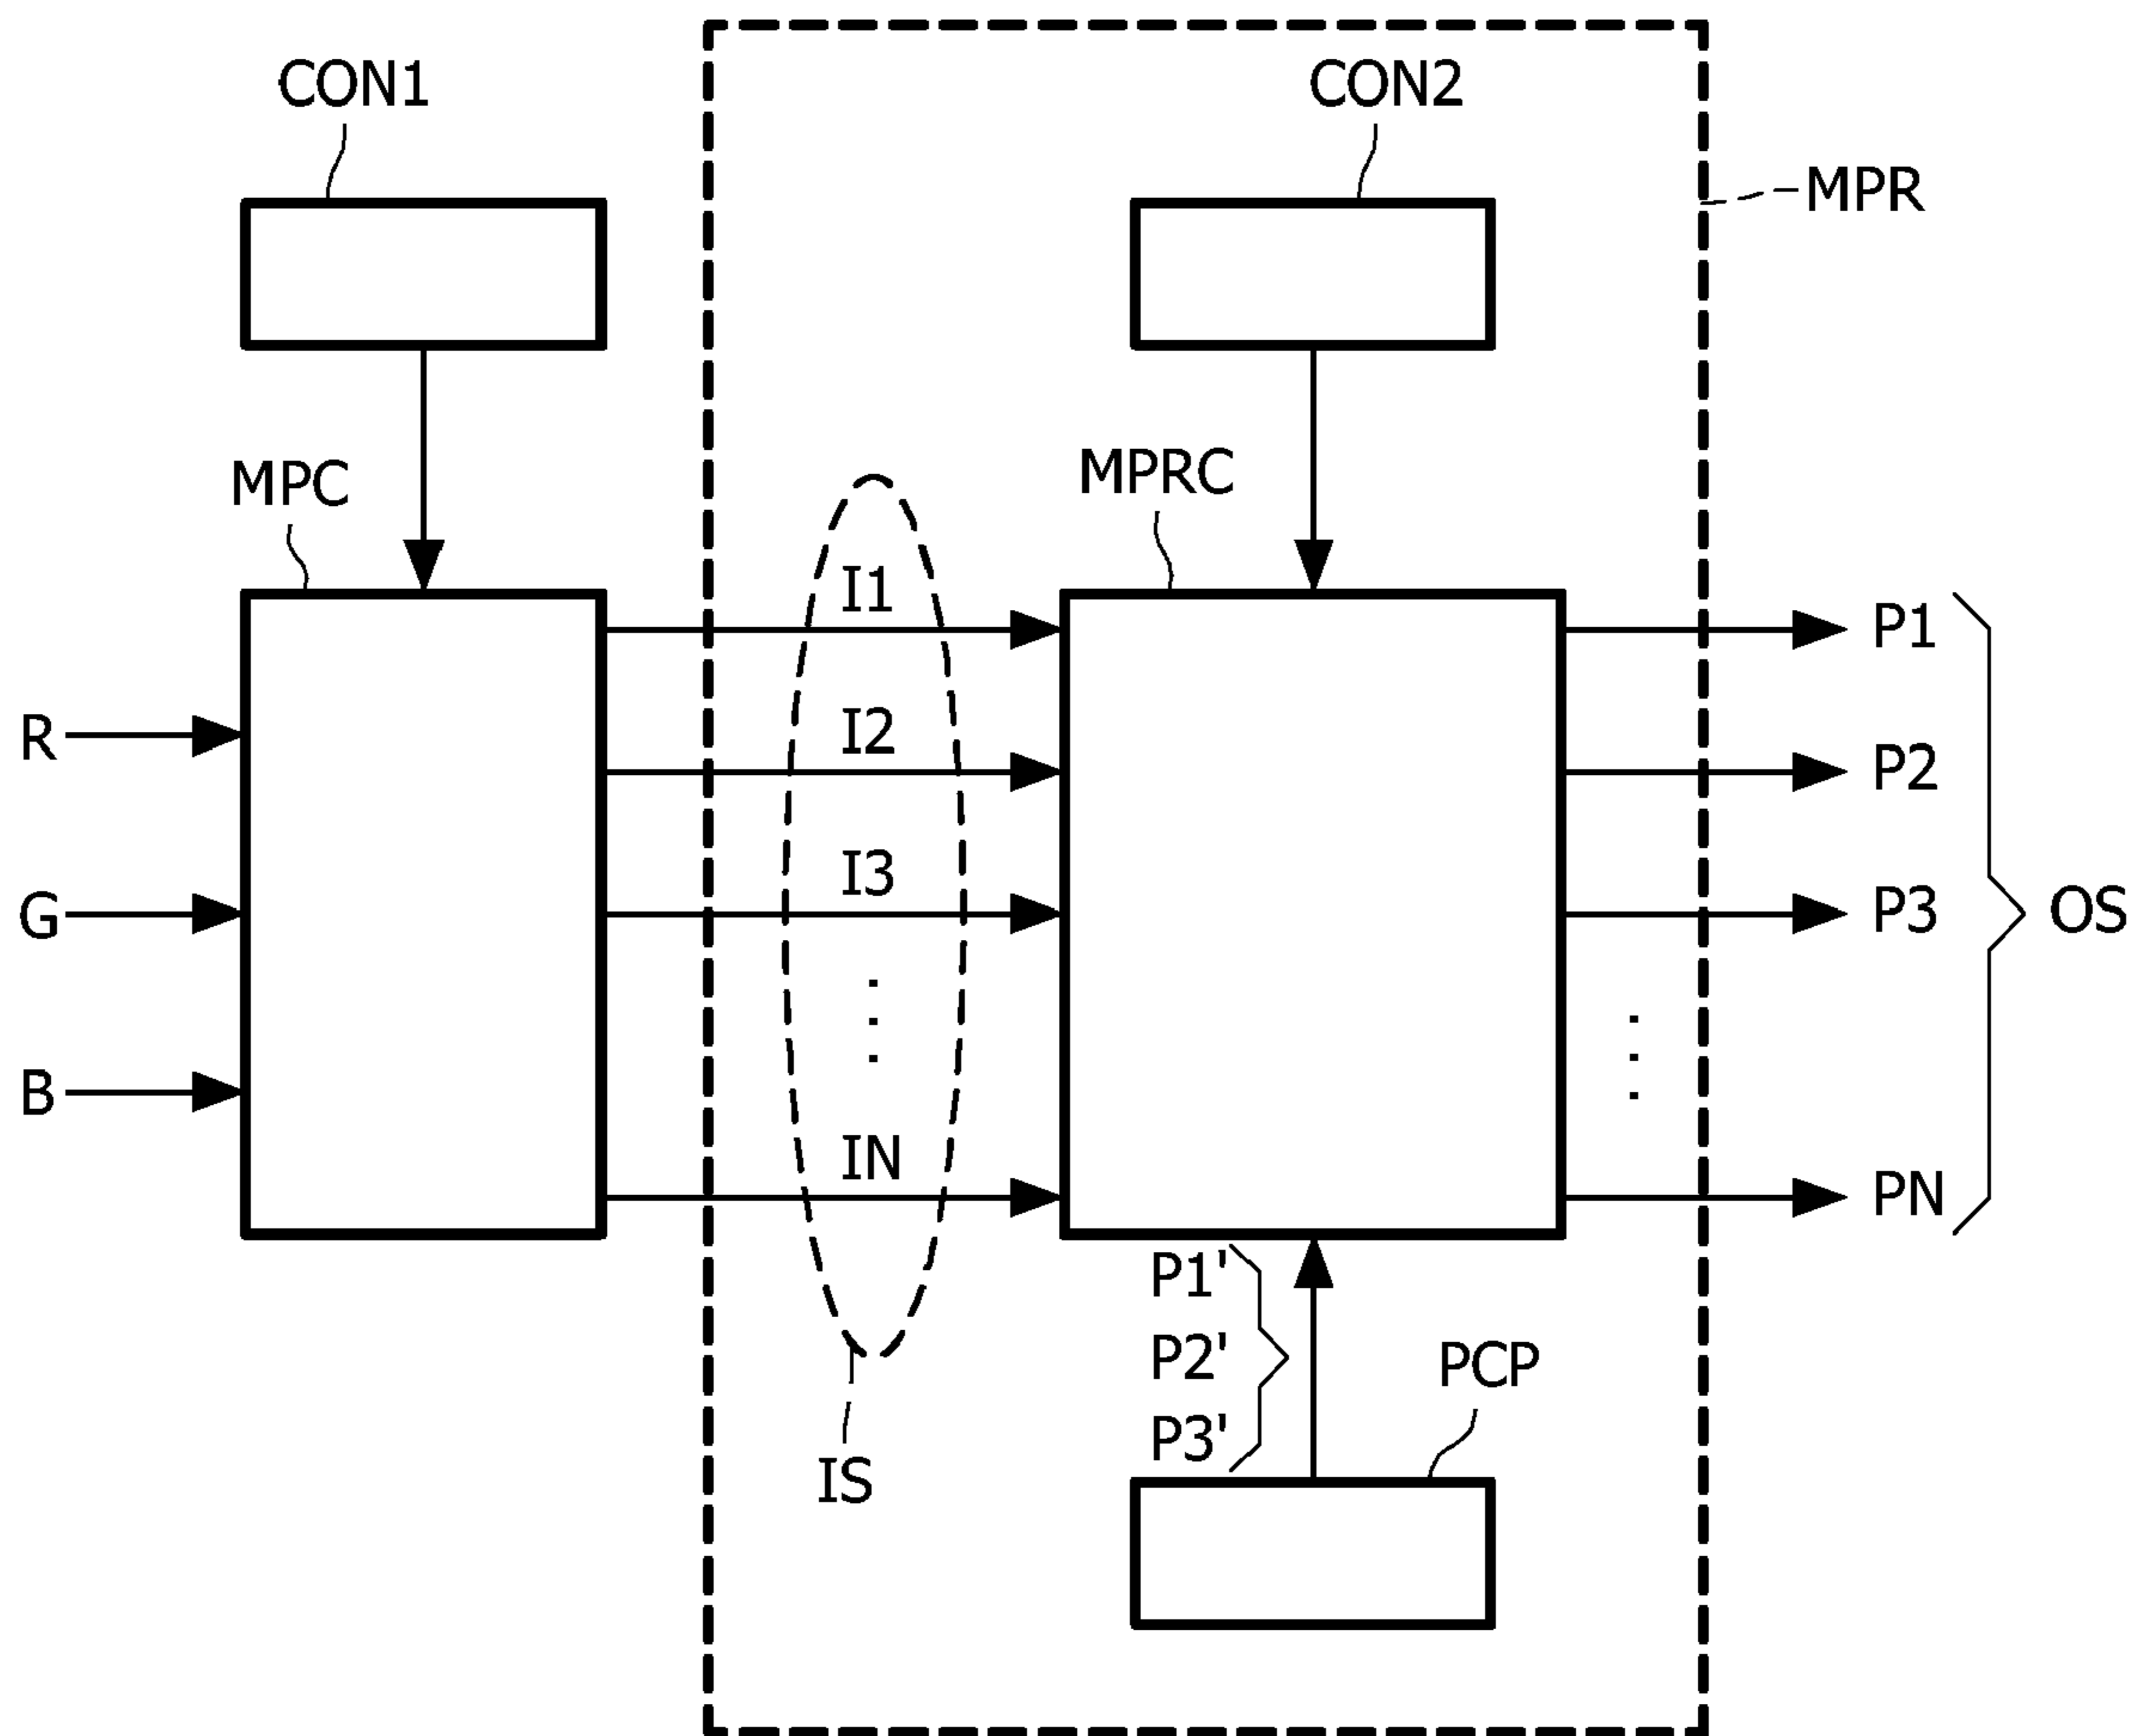 CON1
CON2
MPR
MPC
MPRC
I1
P1
I2
P2
R
I3
P3
G
OS
B
IN
PN
P1'
P2'
P3'
PCP
IS